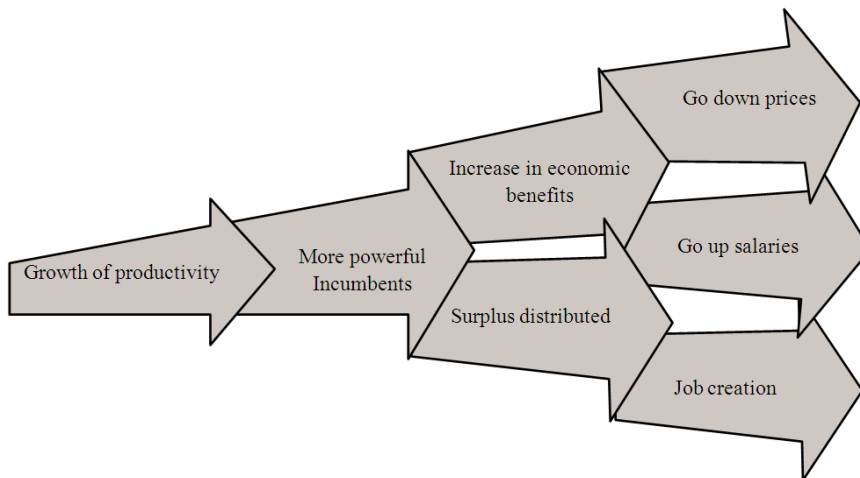 Growth of productivity
More powerful
Incumbents
Increase in economic
benefits
Surplus distributed
Go down prices
Go up salaries
Job creation